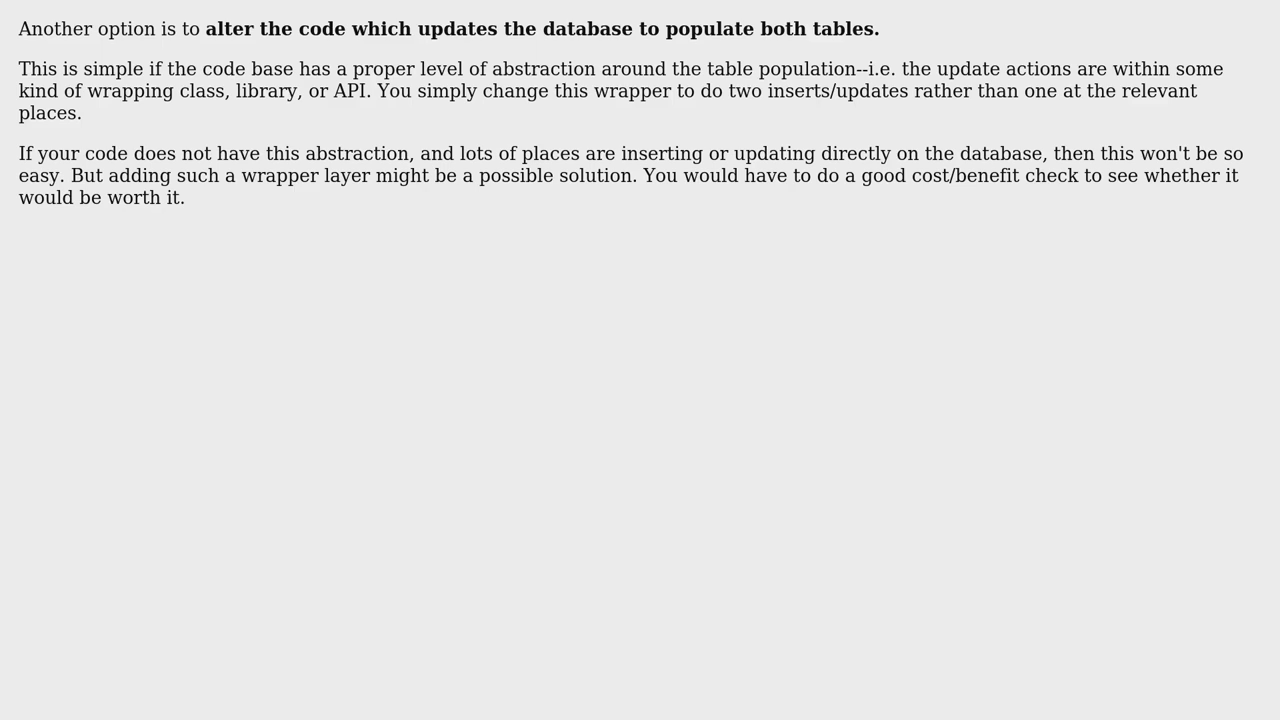 Another option is to alter the code which updates the database to populate both tables.
This is simple if the code base has a proper level of abstraction around the table population--i.e. the update actions are within some
kind of wrapping class, library, or API. You simply change this wrapper to do two inserts/updates rather than one at the relevant
places.
If your code does not have this abstraction, and lots of places are inserting or updating directly on the database, then this won't be so
easy. But adding such a wrapper layer might be a possible solution. You would have to do a good cost/benefit check to see whether it
would be worth it.